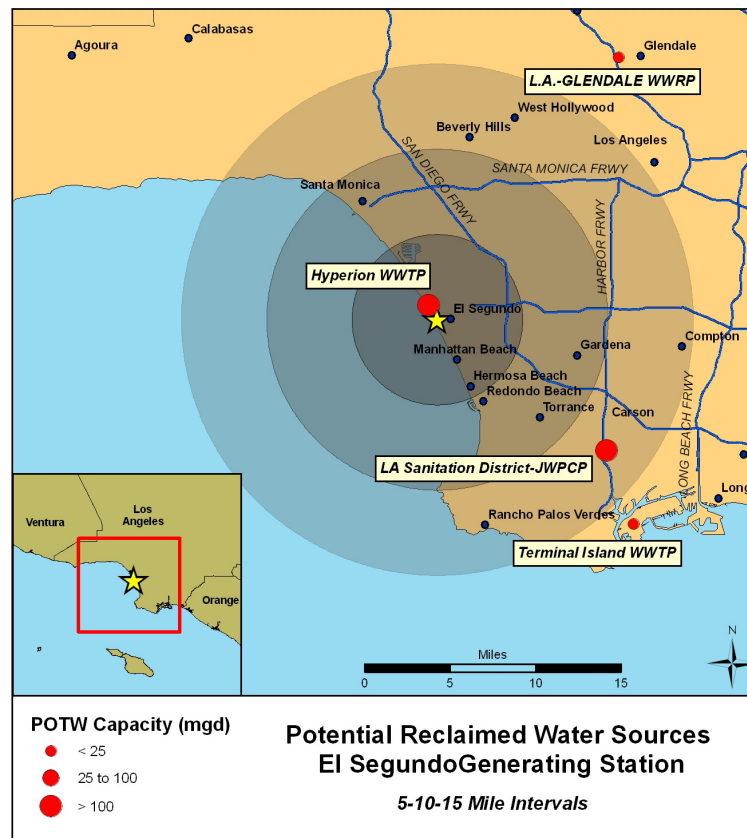 Calabasas
Agoura
Glendale
L.A.-GLENDALE WWRP
West Hollywood
Beverly Hills
Los Angeles
SAN DIEGO FRWY
SANTA MONICA FRWY
Santa Monica
HARBOR FRWY
Hyperion WWTP
El Segundo
Manhattan Beach
Gardena
Compton
Hermosa Beach
Redondo Beach
Torrance
Carson
LONG BEACH FRWY
LA Sanitation District-JWPCP
Long
Rancho Palos Verdes
Terminal Island WWTP
Los
Angeles
Ventura
Orange
Miles
0 5 10 15
N
POTW Capacity (mgd)
< 25
25 to 100
> 100
Potential Reclaimed Water Sources
El SegundoGenerating Station
5-10-15 Mile Intervals